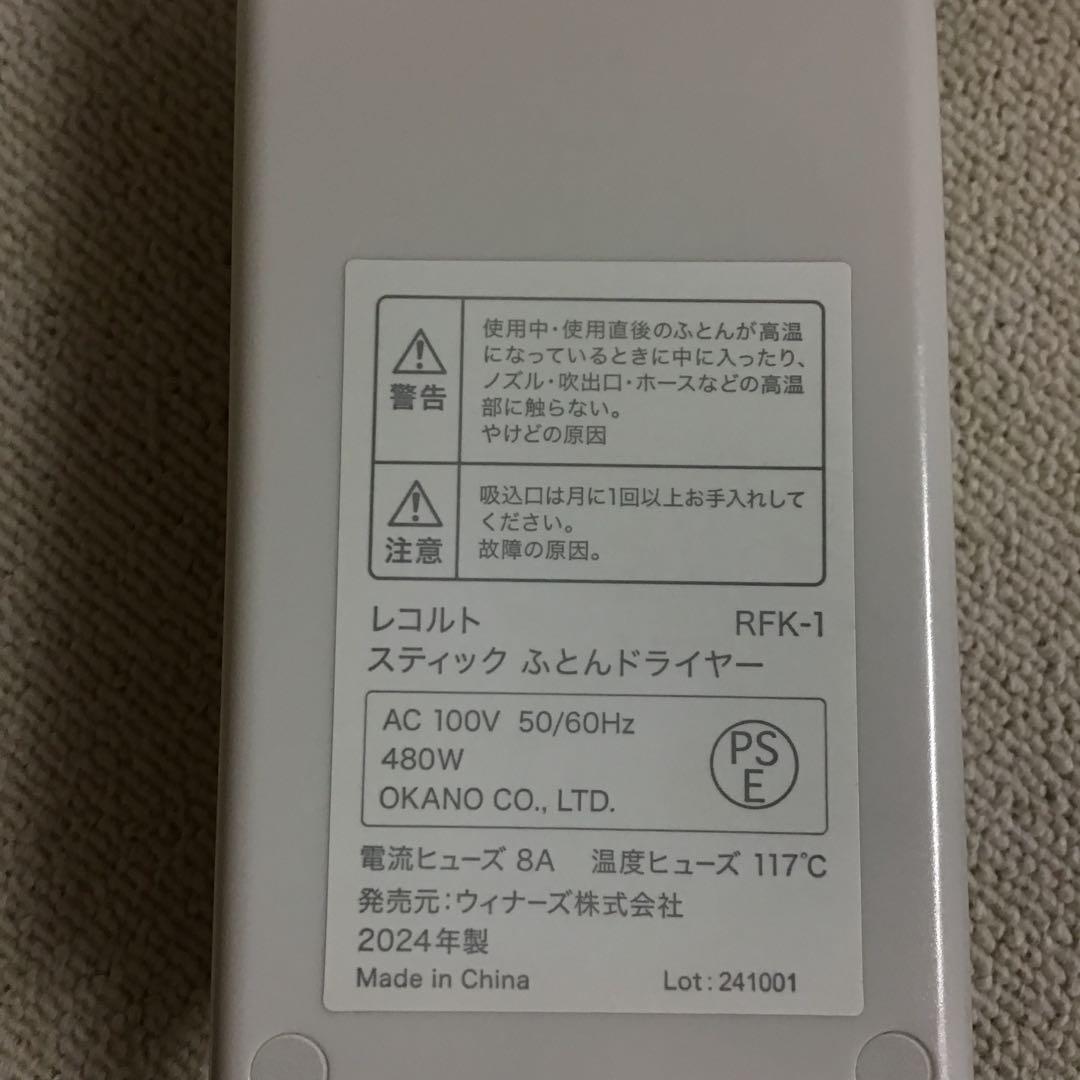 警告
使用中・使用直後のふとんが高温
になっているときに中に入ったり、
ノズル・吹出口・ホースなどの高温
部に触らない。
やけどの原因
注意
吸込口は月に1回以上お手入れして
ください。
故障の原因。
レコルト RFK-1
スティック ふとんドライヤー
AC 100V 50/60Hz
480W
OKANO CO., LTD.
PS
E
電流ヒューズ 8A 温度ヒューズ 117℃
発売元：ウィナーズ株式会社
2024年製
Made in China Lot : 241001